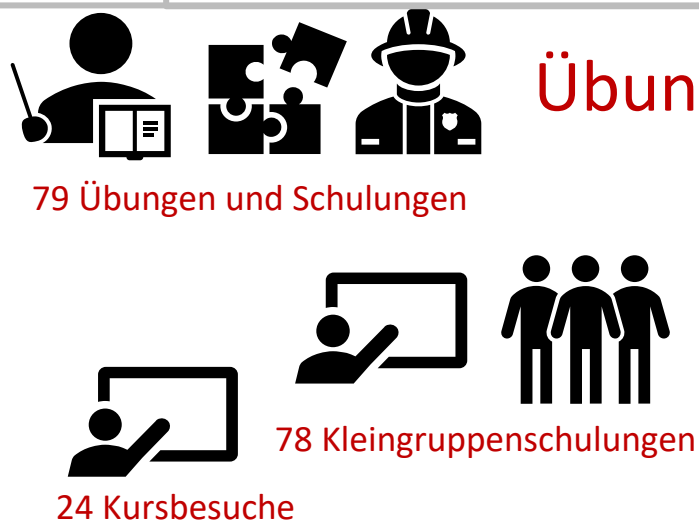 Übun
79 Übungen und Schulungen
78 Kleingruppenschulungen
24 Kursbesuche